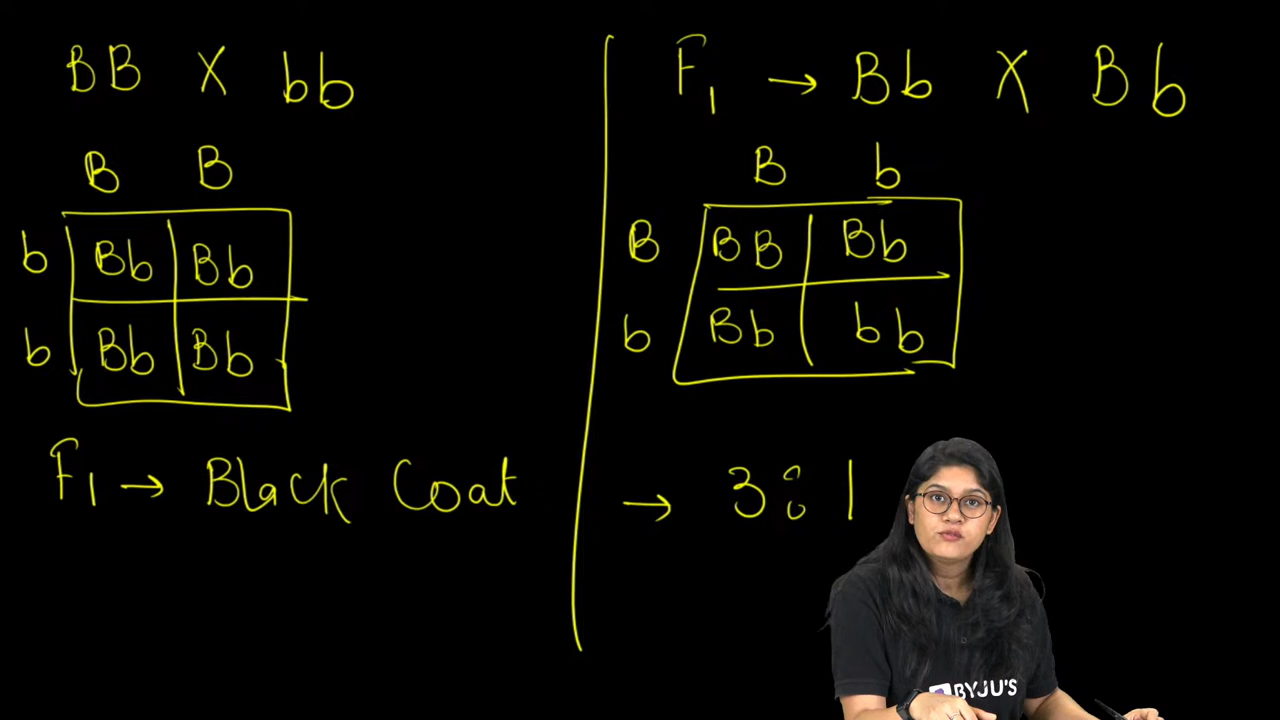 BB X bb
B B
b Bb Bb
b Bb Bb
F1 → Black Coat
F1 → Bb X Bb
B b
B BB Bb
b Bb bb
→ 3:1
BYJU'S